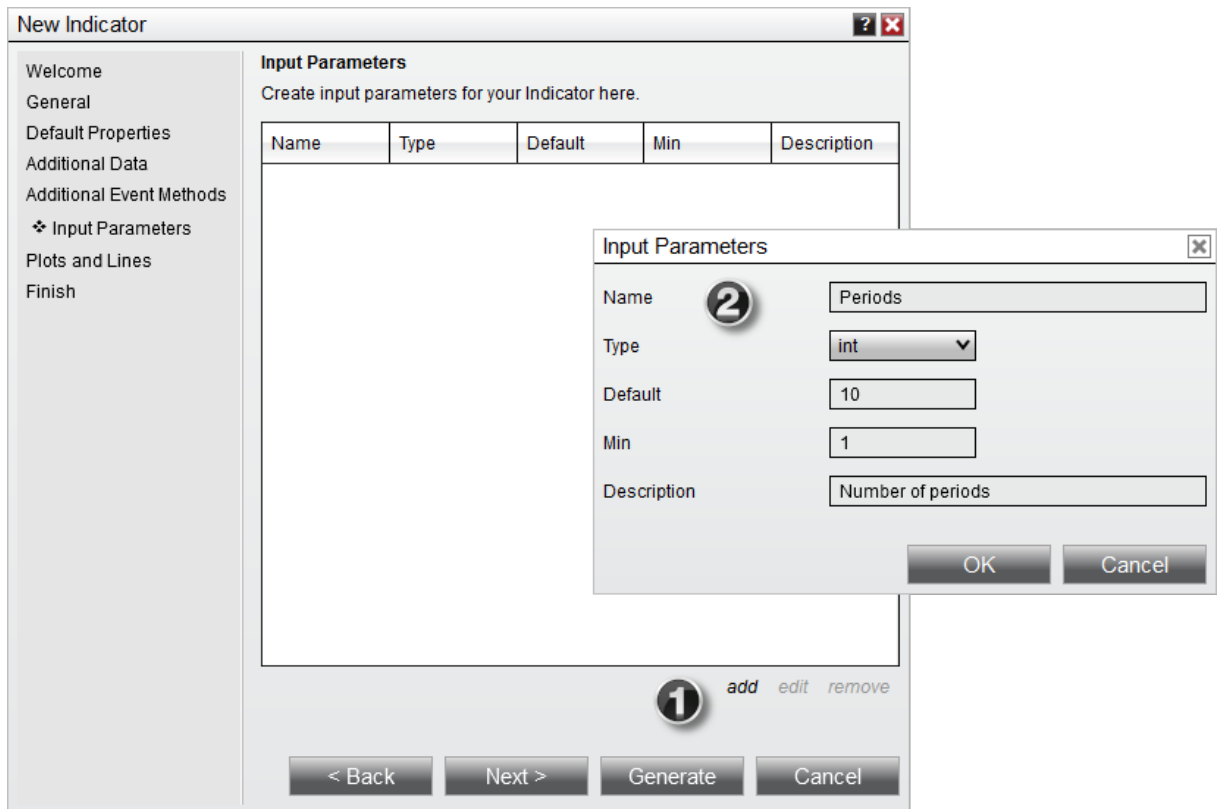 New Indicator
?
Welcome
General
Default Properties
Additional Data
Additional Event Methods
Input Parameters
Plots and Lines
Finish
Input Parameters
Create input parameters for your Indicator here.
Name Type Default Min Description
Input Parameters
Name 2 Periods
Type int
Default 10
Min 1
Description Number of periods
OK Cancel
1 add edit remove
< Back Next > Generate Cancel